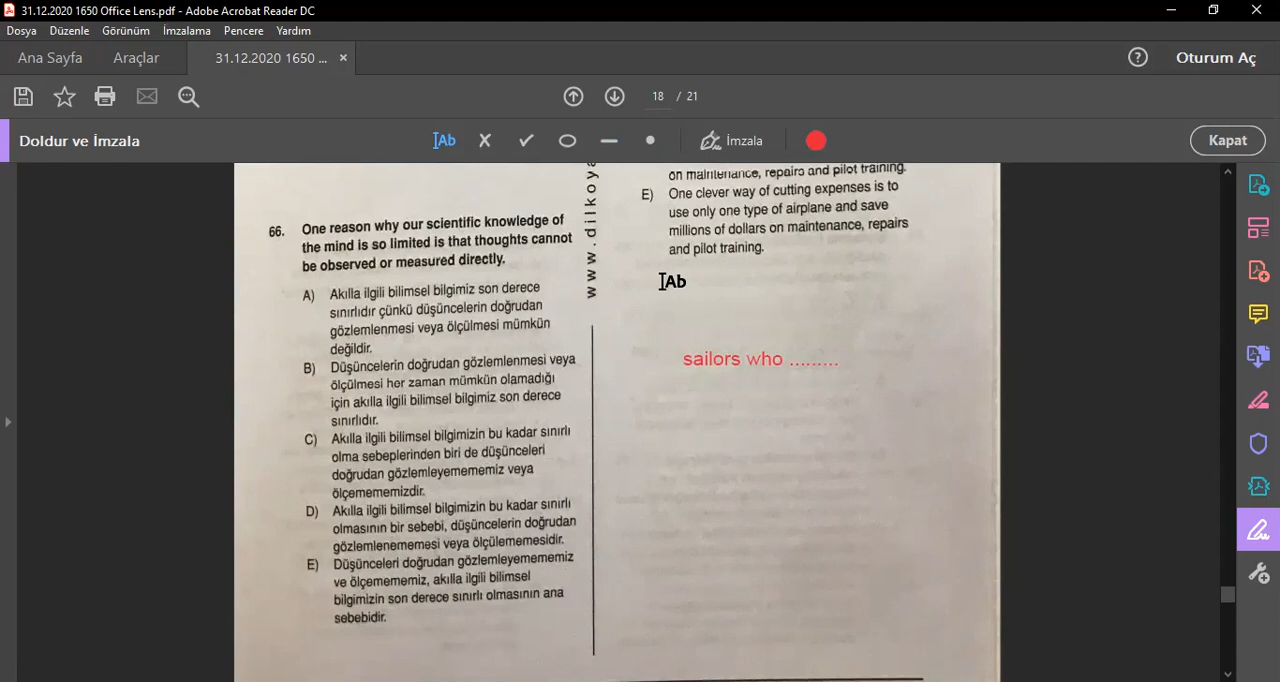 31.12.2020 1650 Office Lens.pdf - Adobe Acrobat Reader DC
Dosya Düzenle Görünüm İmzalama Pencere Yardım
Ana Sayfa Araçlar 31.12.2020 1650 ... × ? Oturum Aç
18 / 21
Doldur ve İmzala IAb İmzala Kapat
66. One reason why our scientific knowledge of
the mind is so limited is that thoughts cannot
be observed or measured directly.
A) Akılla ilgili bilimsel bilgimiz son derece
sınırlıdır çünkü düşüncelerin doğrudan
gözlemlenmesi veya ölçülmesi mümkün
değildir.
B) Düşüncelerin doğrudan gözlemlenmesi veya
ölçülmesi her zaman mümkün olamadığı
için akılla ilgili bilimsel bilgimiz son derece
sınırlıdır.
C) Akılla ilgili bilimsel bilgimizin bu kadar sınırlı
olma sebeplerinden biri de düşünceleri
doğrudan gözlemleyemememiz veya
ölçemememizdir.
D) Akılla ilgili bilimsel bilgimizin bu kadar sınırlı
olmasının bir sebebi, düşüncelerin doğrudan
gözlemlenememesi veya ölçülememesidir.
E) Düşünceleri doğrudan gözlemleyemememiz
ve ölçemememiz, akılla ilgili bilimsel
bilgimizin son derece sınırlı olmasının ana
sebebidir.
www.dilkoya
on maintenance, repairs and pilot training.
E) One clever way of cutting expenses is to
use only one type of airplane and save
millions of dollars on maintenance, repairs
and pilot training.
IAb
sailors who .........